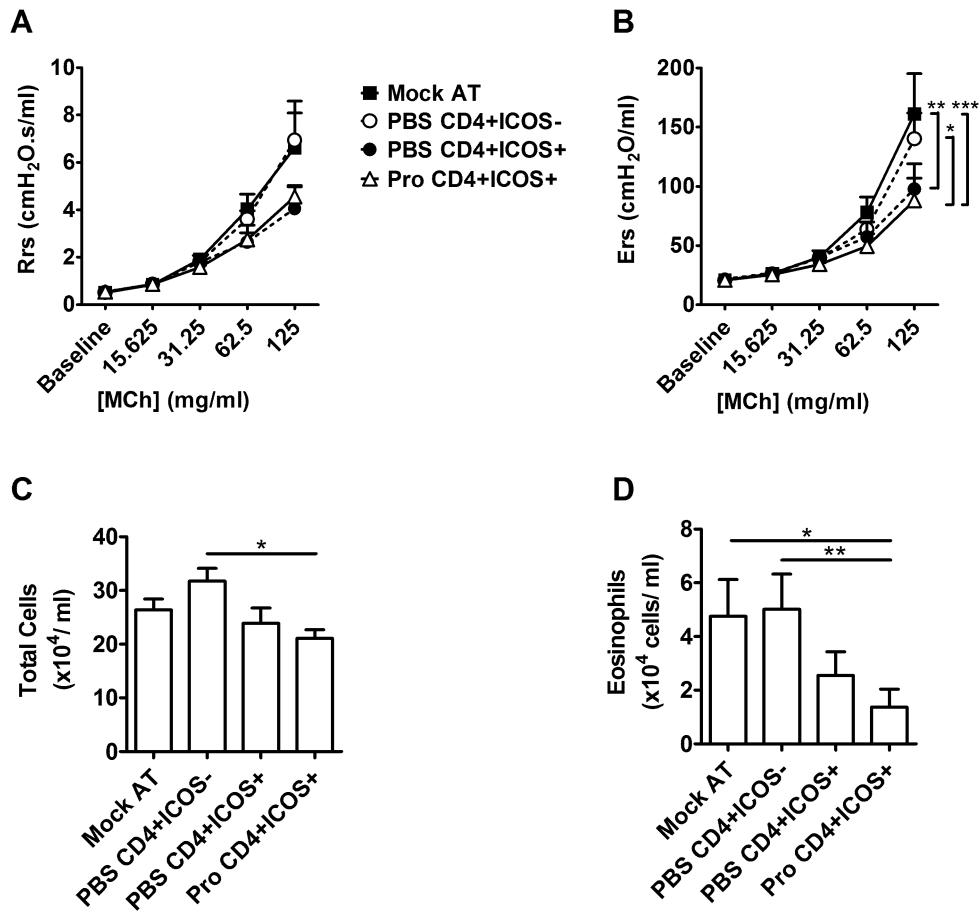 A
Rrs (cmH2O.s/ml)
10
8
6
4
2
0
Baseline
15.625
31.25
62.5
125
[MCh] (mg/ml)
Mock AT
PBS CD4+ICOS-
PBS CD4+ICOS+
Pro CD4+ICOS+
B
Ers (cmH2O/ml)
200
150
100
50
0
** * ***
Baseline
15.625
31.25
62.5
125
[MCh] (mg/ml)
C
Total Cells
(x10^4/ ml)
40
30
20
10
0
*
Mock AT
PBS CD4+ICOS-
PBS CD4+ICOS+
Pro CD4+ICOS+
D
Eosinophils
(x10^4 cells/ ml)
8
6
4
2
0
*
**
Mock AT
PBS CD4+ICOS-
PBS CD4+ICOS+
Pro CD4+ICOS+